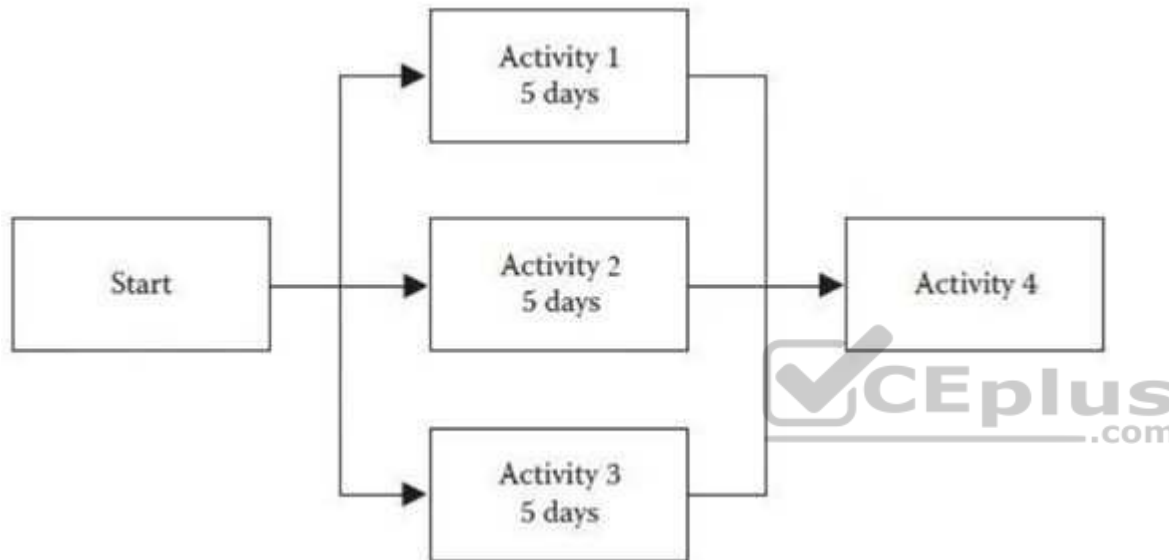 Activity 1
5 days
Start
Activity 2
5 days
Activity 4
CEplus
.com
Activity 3
5 days